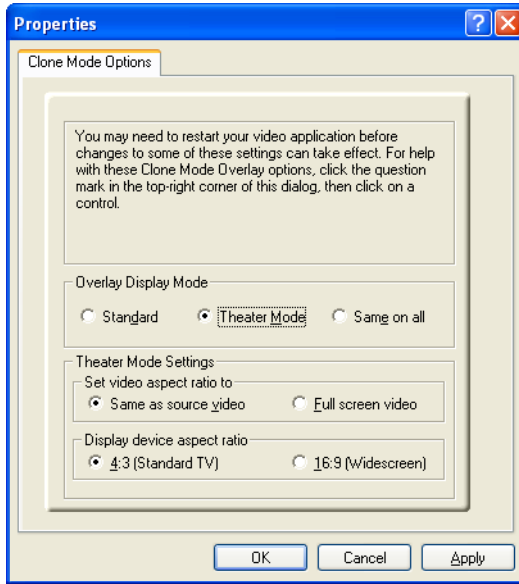 Properties
Clone Mode Options
You may need to restart your video application before
changes to some of these settings can take effect. For help
with these Clone Mode Overlay options, click the question
mark in the top-right corner of this dialog, then click on a
control.
Overlay Display Mode
Standard Theater Mode Same on all
Theater Mode Settings
Set video aspect ratio to
Same as source video Full screen video
Display device aspect ratio
4:3 (Standard TV) 16:9 (Widescreen)
OK Cancel Apply